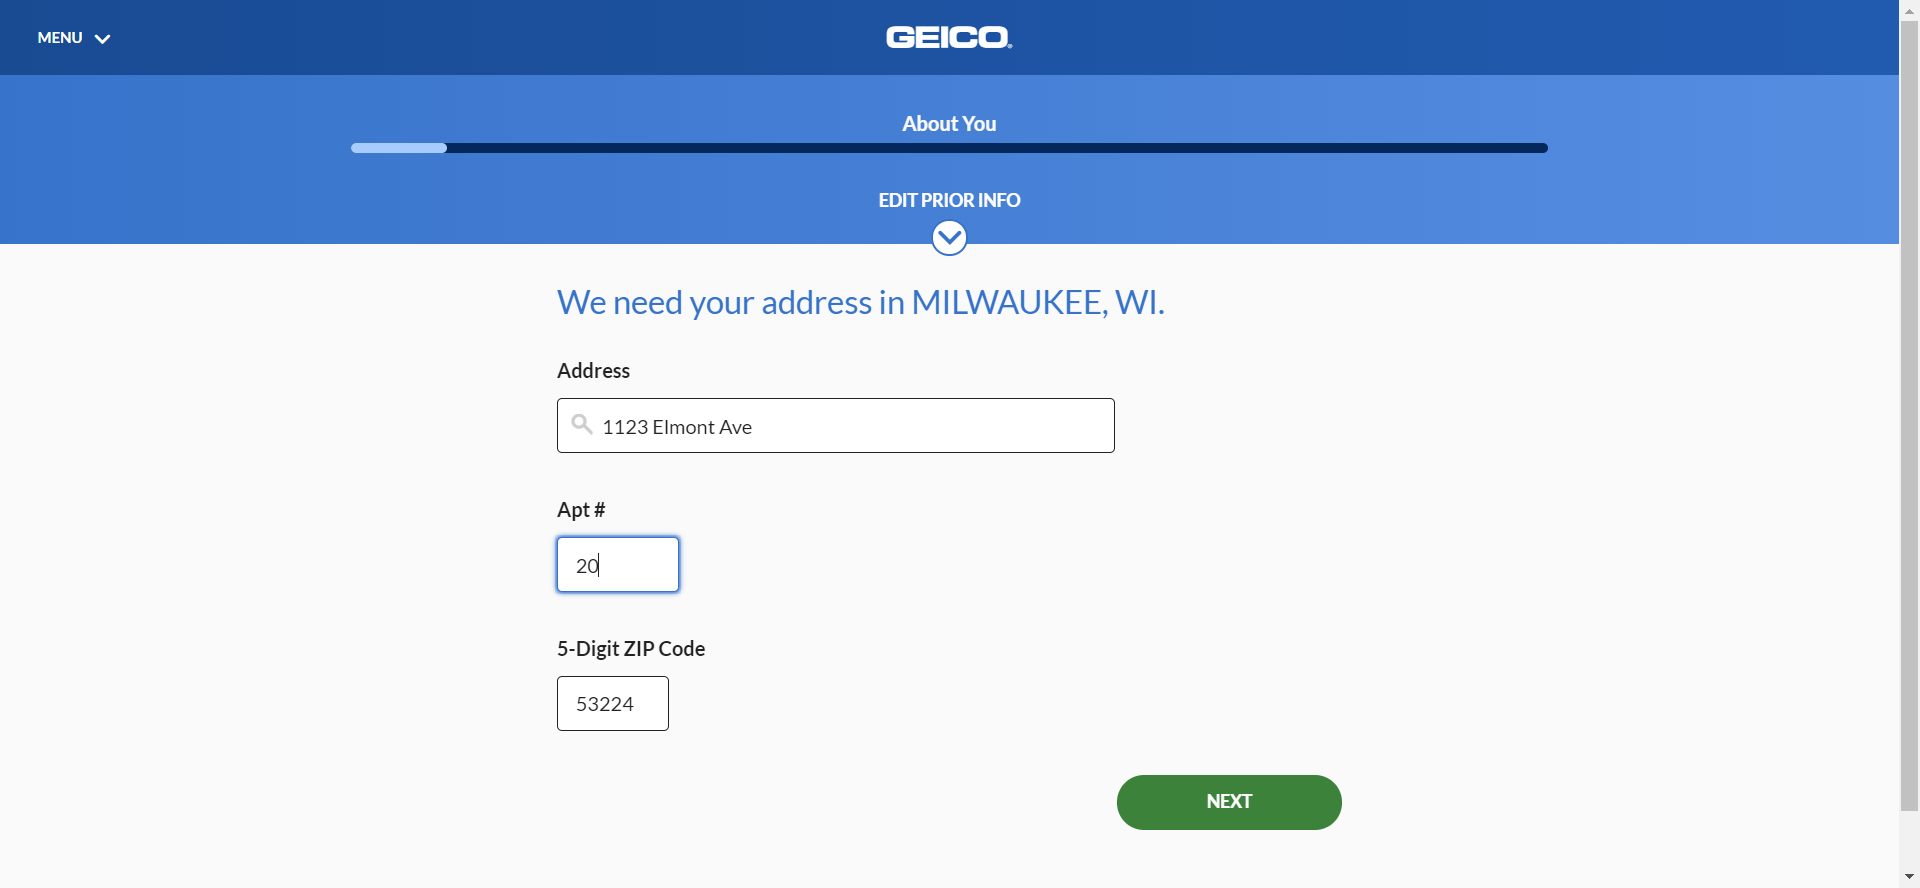 MENU
GEICO
About You
EDIT PRIOR INFO
We need your address in MILWAUKEE, WI.
Address
1123 Elmont Ave
Apt #
20
5-Digit ZIP Code
53224
NEXT